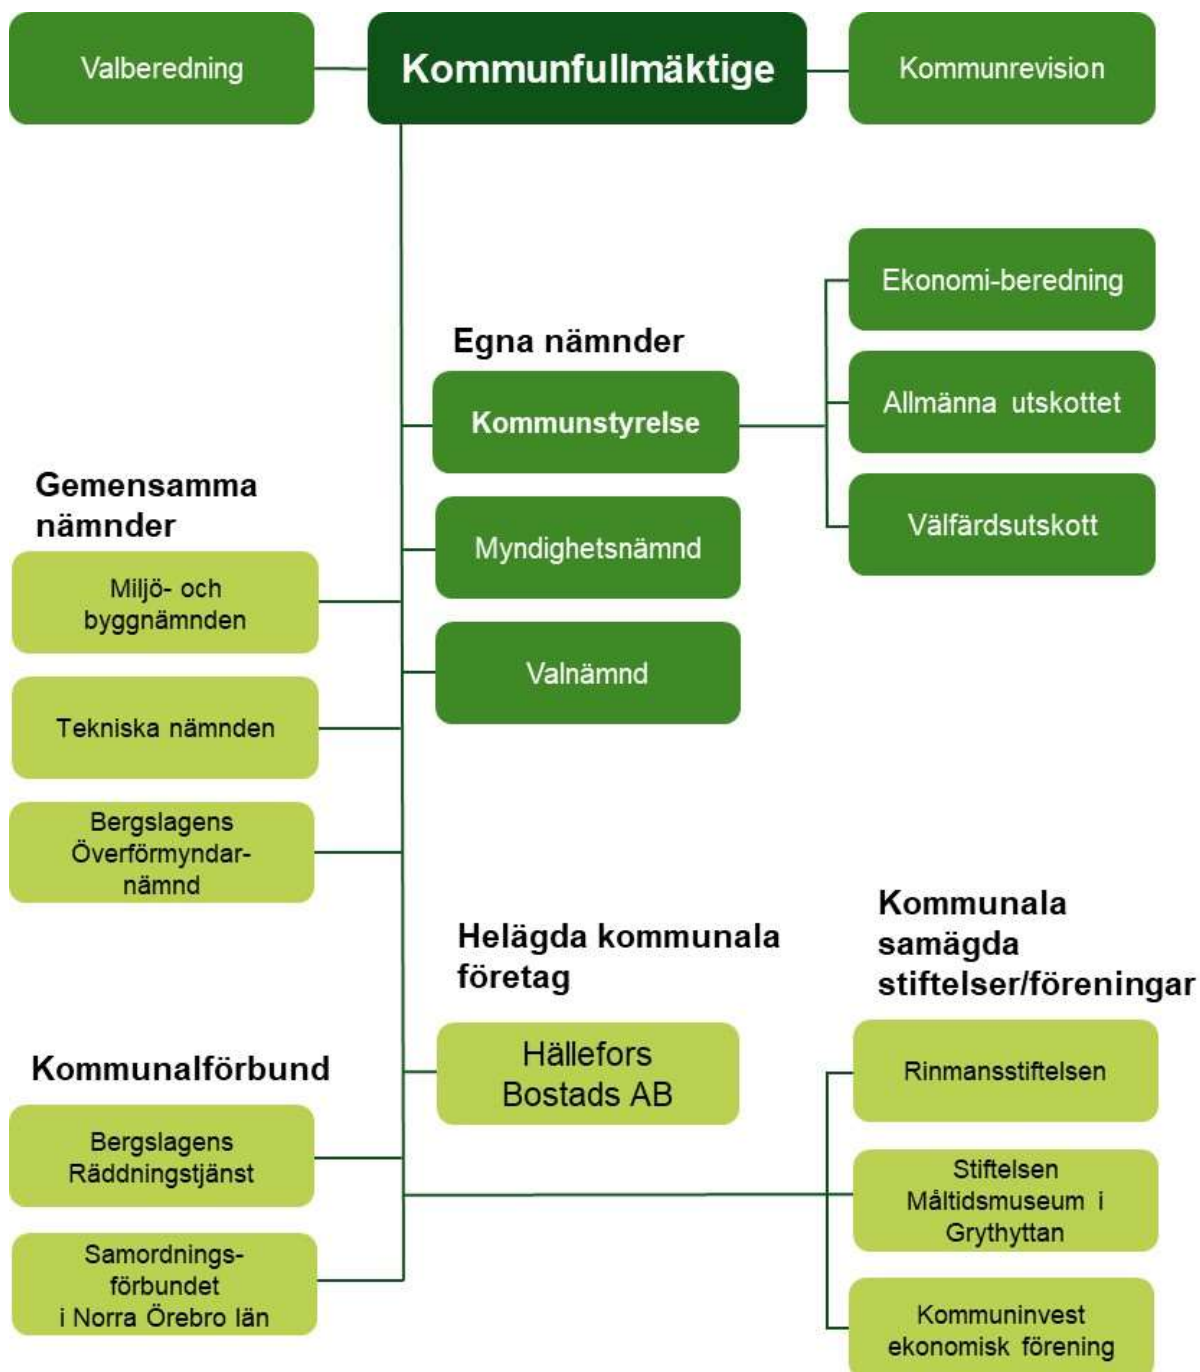 Valberedning
Kommunfullmäktige
Kommunrevision
Ekonomi-beredning
Allmänna utskottet
Välfärdsutskott
Egna nämnder
Kommunstyrelse
Myndighetsnämnd
Valnämnd
Gemensamma
nämnder
Miljö- och
byggnämnden
Tekniska nämnden
Bergslagens
Överförmyndar-
nämnd
Helägda kommunala
företag
Hällefors
Bostads AB
Kommunala
samägda
stiftelser/föreningar
Rinmansstiftelsen
Stiftelsen
Måltidsmuseum i
Grythyttan
Kommuninvest
ekonomisk förening
Kommunalförbund
Bergslagens
Räddningstjänst
Samordnings-
förbundet
i Norra Örebro län